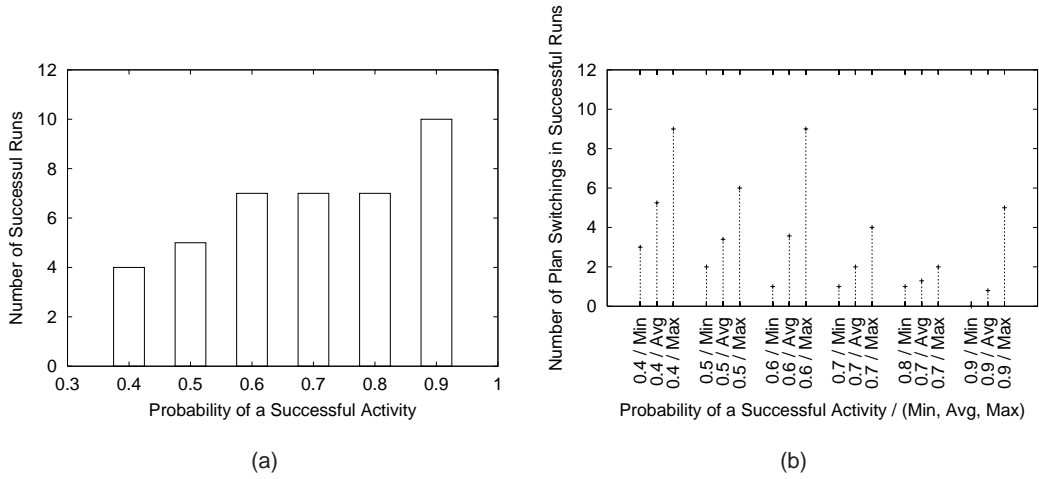 12
10
8
6
4
2
0
Number of Successul Runs
0.3 0.4 0.5 0.6 0.7 0.8 0.9 1
Probability of a Successful Activity
(a)
12
10
8
6
4
2
0
Number of Plan Switchings in Successful Runs
0.4 / Min
0.4 / Avg
0.4 / Max
0.5 / Min
0.5 / Avg
0.5 / Max
0.6 / Min
0.6 / Avg
0.6 / Max
0.7 / Min
0.7 / Avg
0.7 / Max
0.8 / Min
0.7 / Avg
0.7 / Max
0.9 / Min
0.9 / Avg
0.9 / Max
Probability of a Successful Activity / (Min, Avg, Max)
(b)